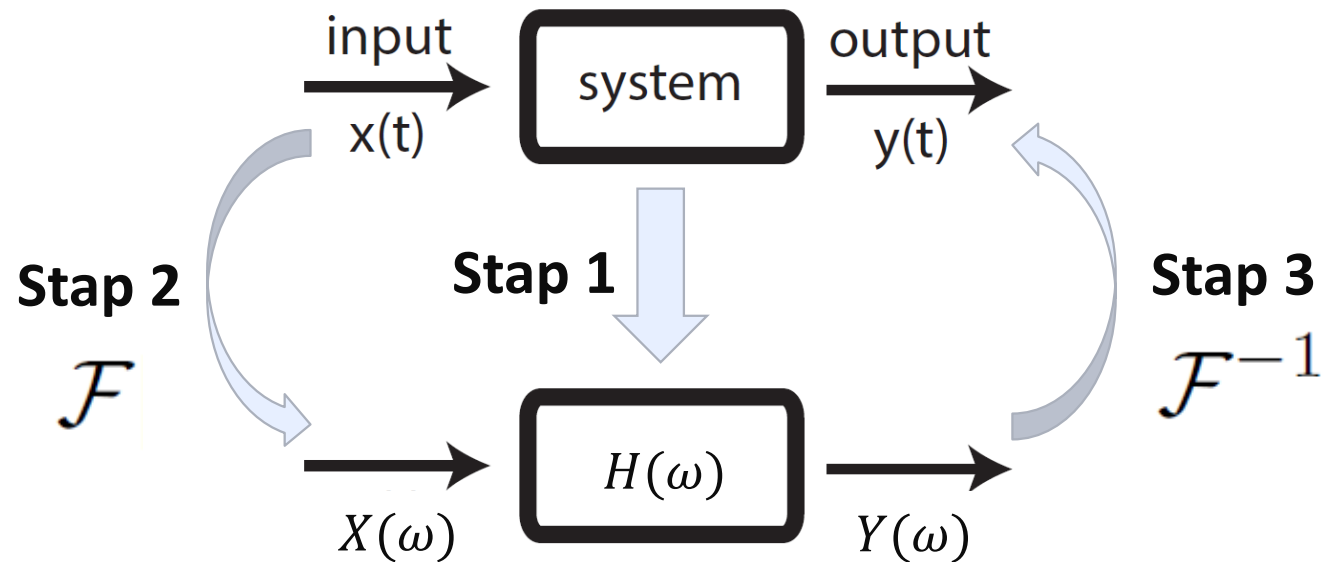 input
system
output
x(t)
y(t)
Stap 2
Stap 1
Stap 3
ℱ
ℱ⁻¹
H(ω)
X(ω)
Y(ω)